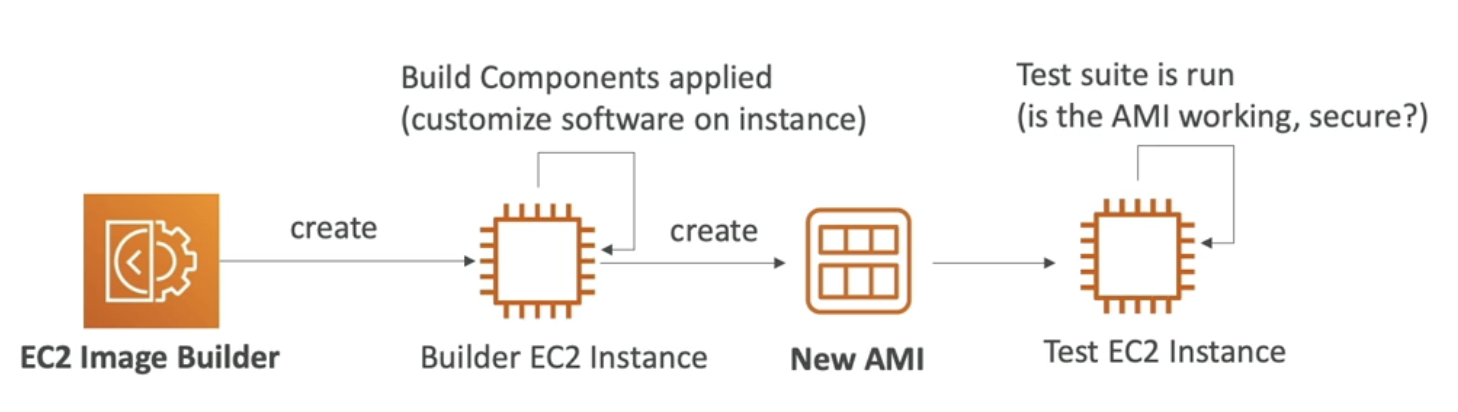 Build Components applied
(customize software on instance)
Test suite is run
(is the AMI working, secure?)
create
create
EC2 Image Builder
Builder EC2 Instance
New AMI
Test EC2 Instance